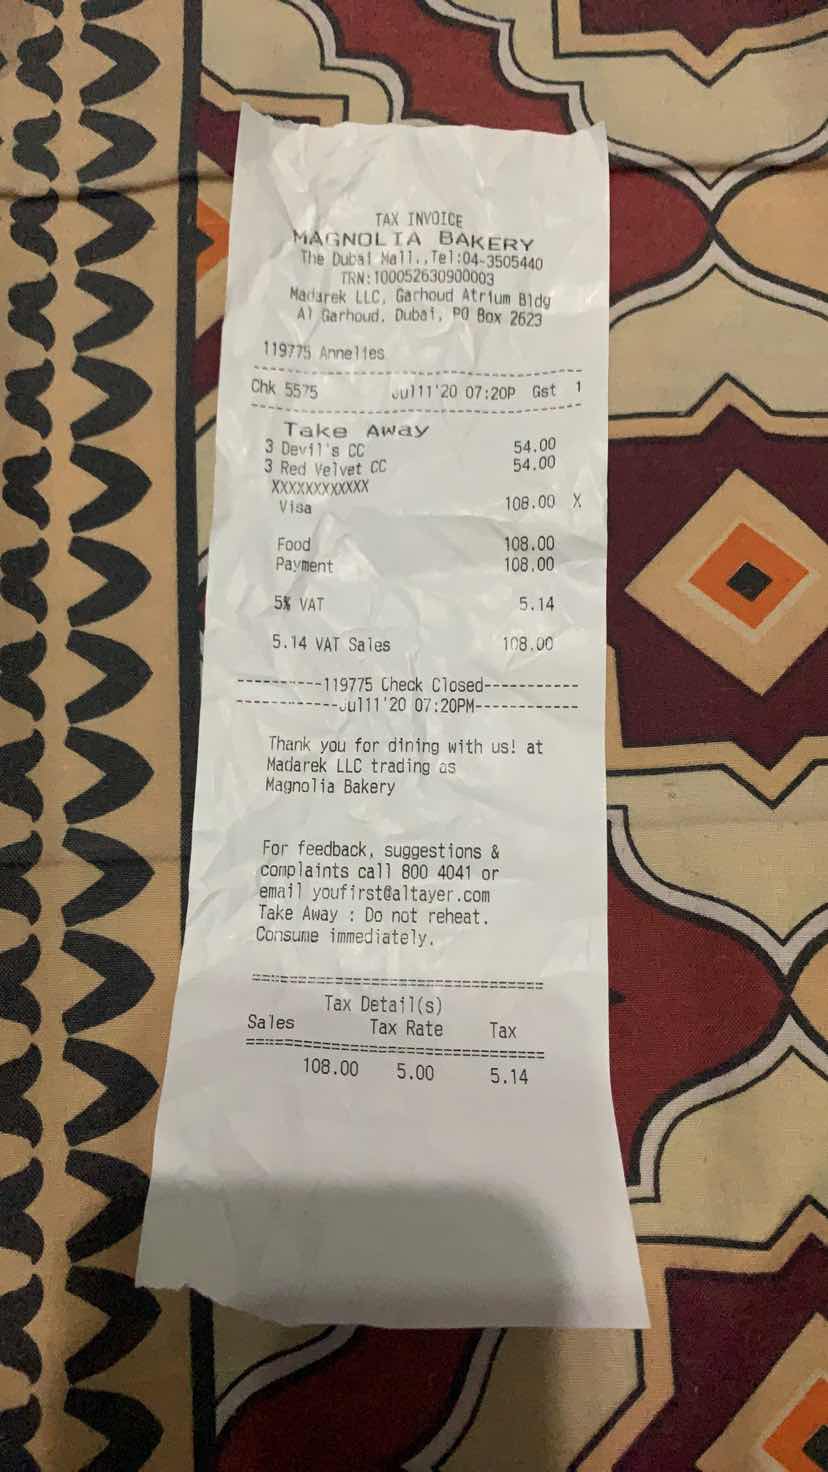 TAX INVOICE
MAGNOLIA BAKERY
The Dubai Mall.,Tel:04-3505440
TRN:100052630900003
Madarek LLC, Garhoud Atrium Bldg
Al Garhoud, Dubai, PO Box 2623
119775 Annelies
Chk 5575 Jul11'20 07:20P Gst 1
Take Away
3 Devil's CC 54.00
3 Red Velvet CC 54.00
XXXXXXXXXXXX
Visa 108.00 X
Food 108.00
Payment 108.00
5% VAT 5.14
5.14 VAT Sales 108.00
----------119775 Check Closed----------
-----------Jul11'20 07:20PM-----------
Thank you for dining with us! at
Madarek LLC trading as
Magnolia Bakery
For feedback, suggestions &
complaints call 800 4041 or
email youfirst@altayer.com
Take Away : Do not reheat.
Consume immediately.
Tax Detail(s)
Sales Tax Rate Tax
108.00 5.00 5.14